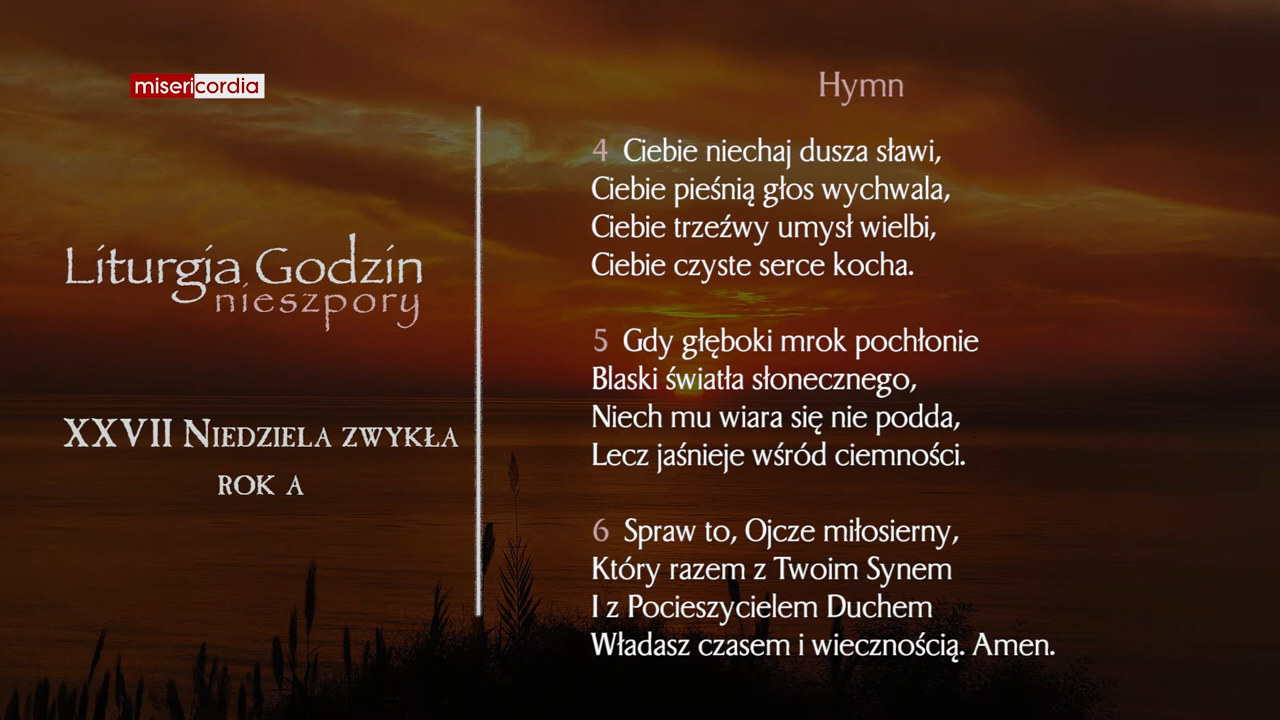 misericordia
Liturgia Godzin
nieszpory
XXVII Niedziela zwykła
rok A
Hymn
4 Ciebie niechaj dusza sławi,
Ciebie pieśnią głos wychwala,
Ciebie trzeźwy umysł wielbi,
Ciebie czyste serce kocha.
5 Gdy głęboki mrok pochłonie
Blaski światła słonecznego,
Niech mu wiara się nie podda,
Lecz jaśnieje wśród ciemności.
6 Spraw to, Ojcze miłosierny,
Który razem z Twoim Synem
I z Pocieszycielem Duchem
Władasz czasem i wiecznością. Amen.